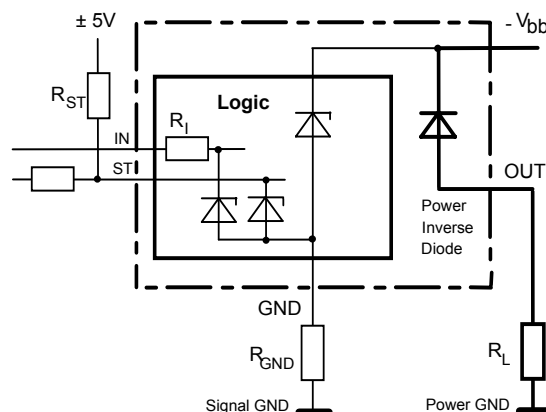 ± 5V
- Vbb
RST
Logic
IN
RI
ST
OUT
Power
Inverse
Diode
GND
RGND
RL
Signal GND
Power GND